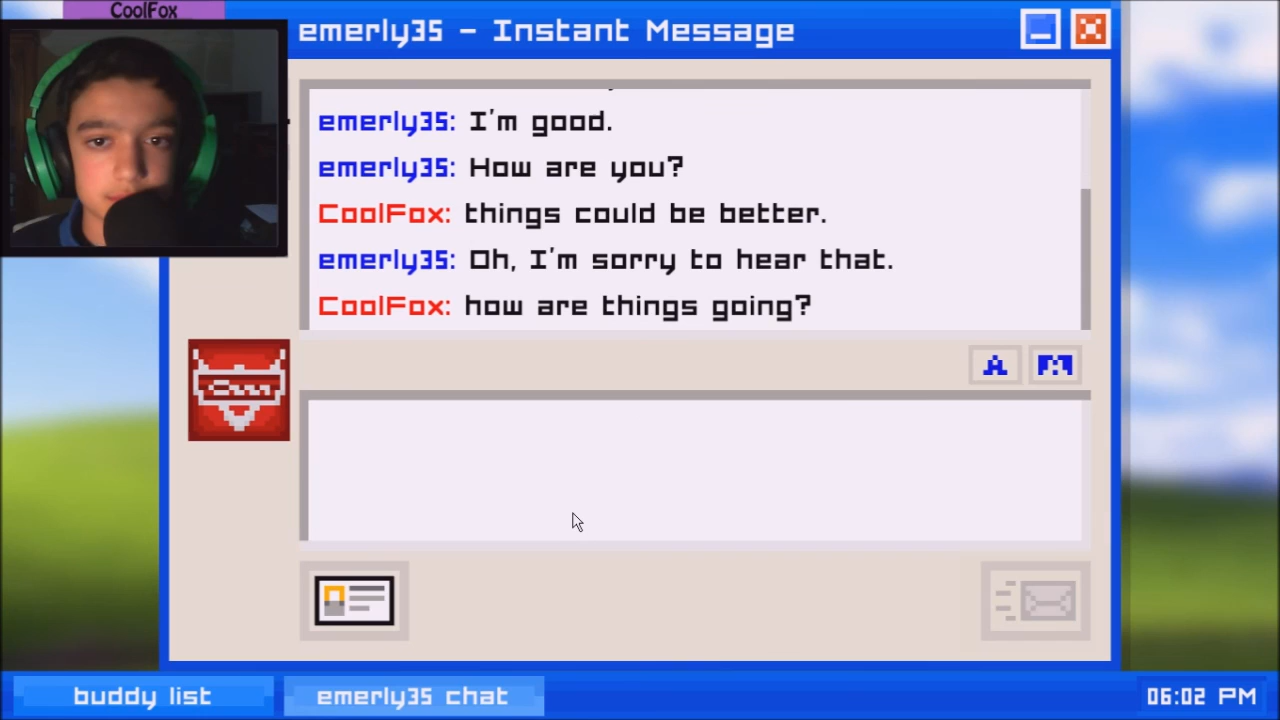 CoolFox
emerly35 - Instant Message
emerly35: I'm good.
emerly35: How are you?
CoolFox: things could be better.
emerly35: Oh, I'm sorry to hear that.
CoolFox: how are things going?
A
buddy list
emerly35 chat
06:02 PM